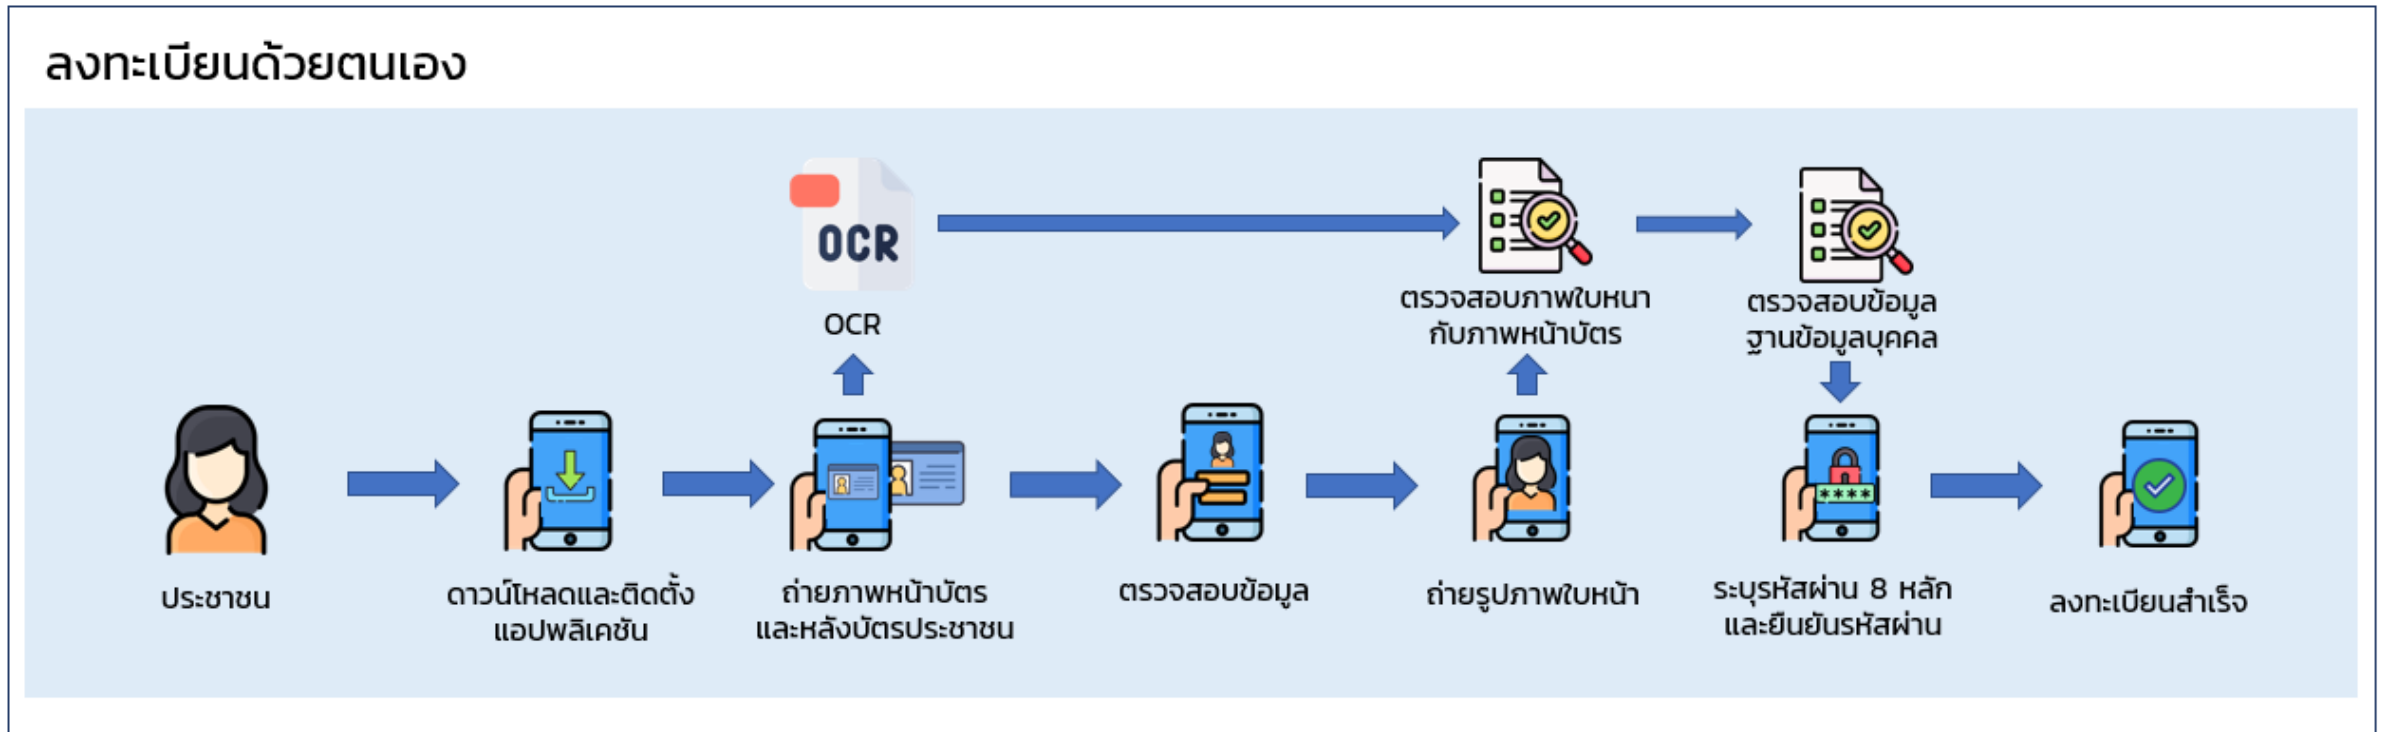 ลงทะเบียนด้วยตนเอง
OCR
OCR
ตรวจสอบภาพใบหนา
กับภาพหน้าบัตร
ตรวจสอบข้อมูล
ฐานข้อมูลบุคคล
ประชาชน
ดาวน์โหลดและติดตั้ง
แอปพลิเคชัน
ถ่ายภาพหน้าบัตร
และหลังบัตรประชาชน
ตรวจสอบข้อมูล
ถ่ายรูปภาพใบหน้า
****
ระบุรหัสผ่าน 8 หลัก
และยืนยันรหัสผ่าน
ลงทะเบียนสำเร็จ